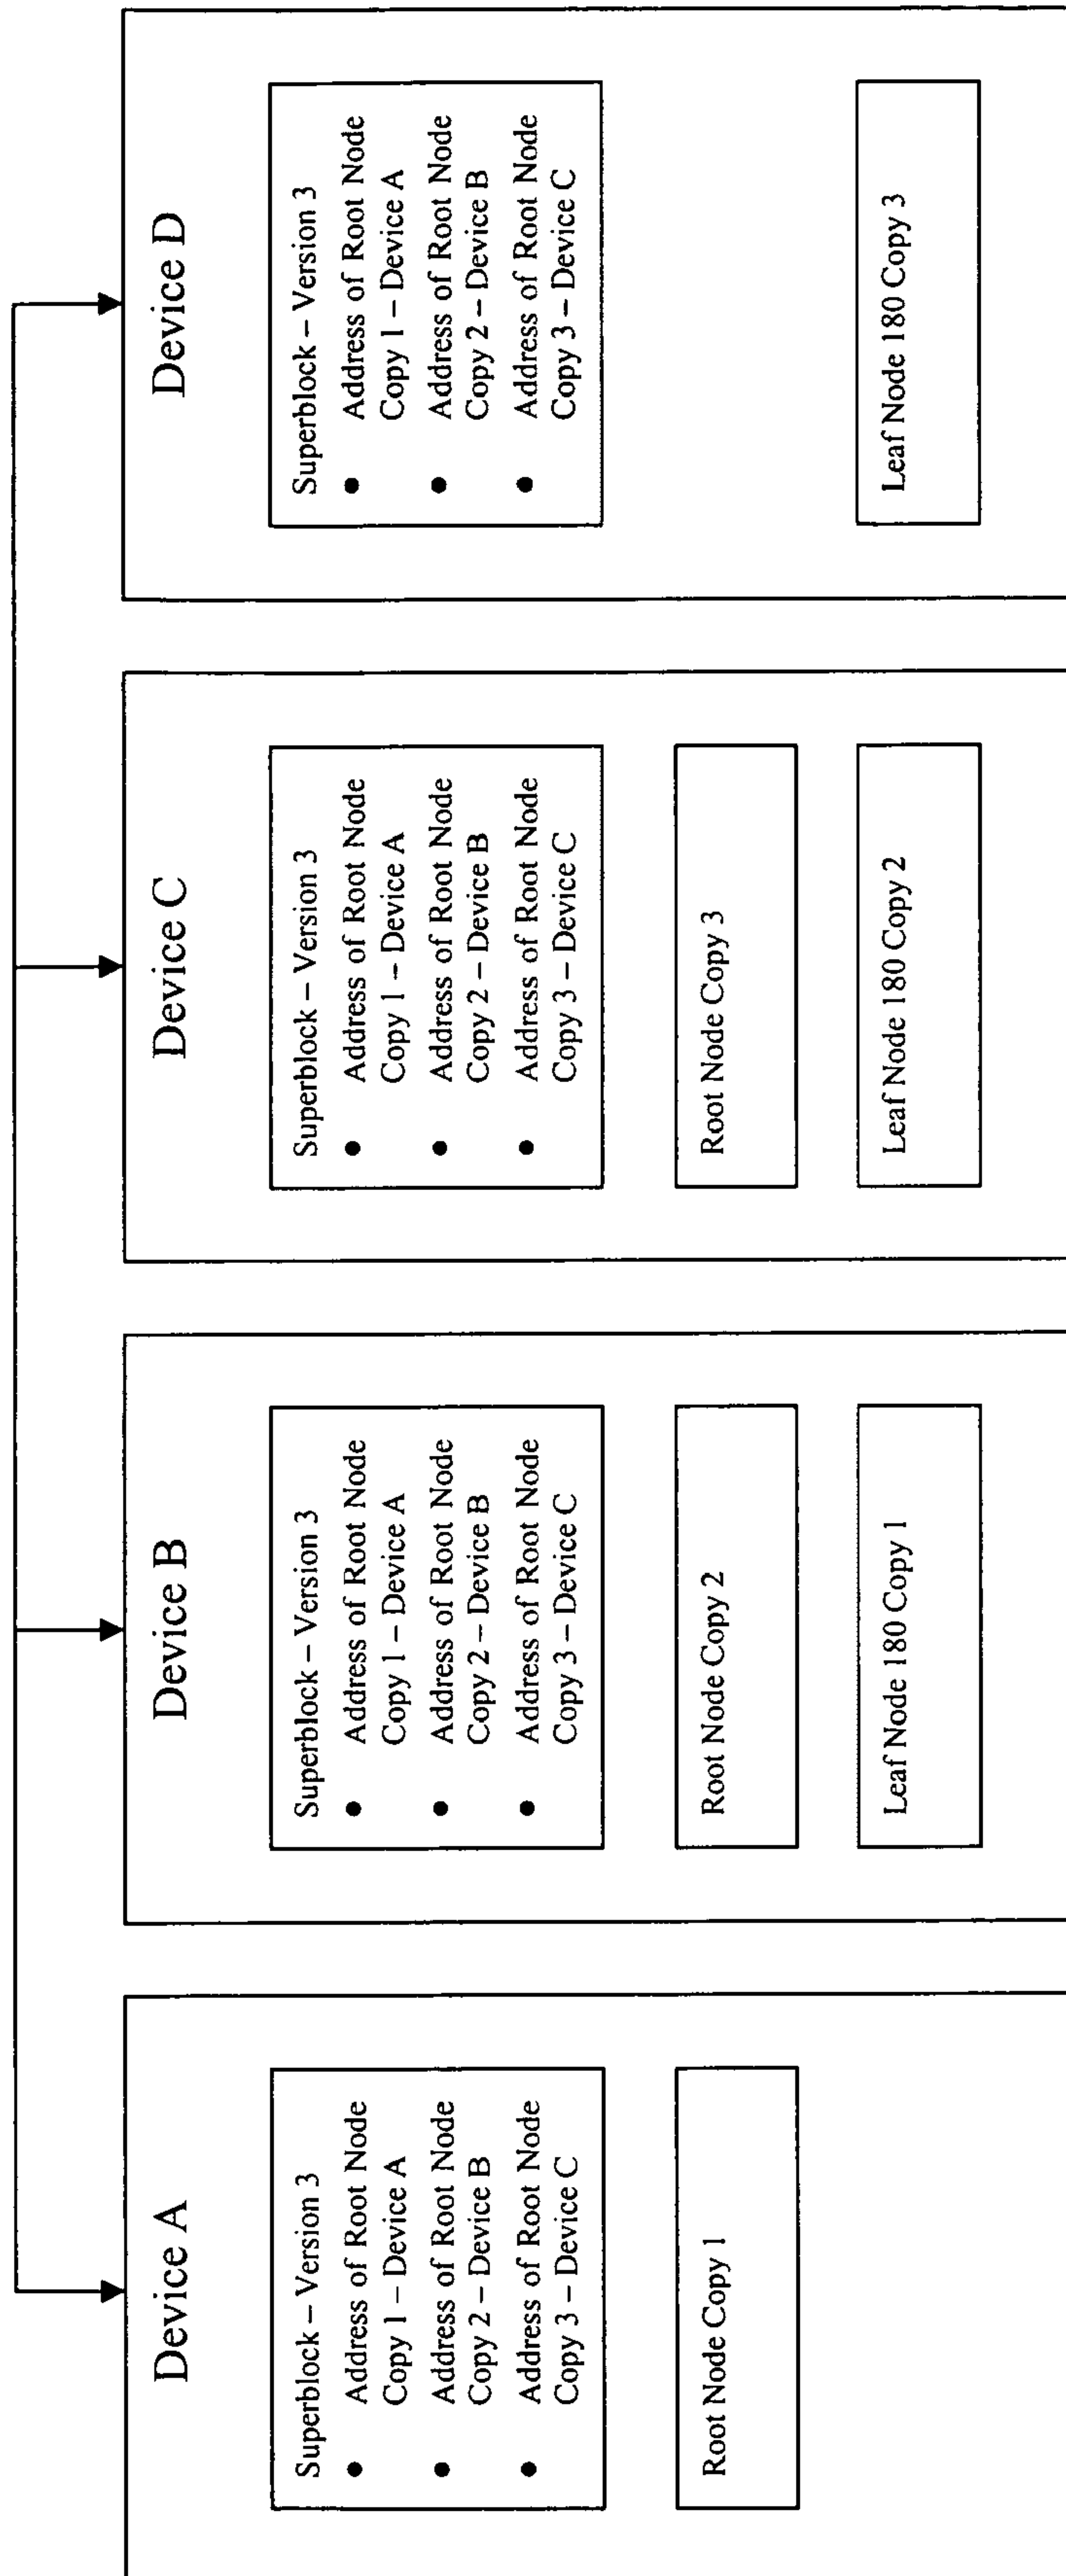 Device A
Superblock – Version 3
● Address of Root Node
Copy 1 – Device A
● Address of Root Node
Copy 2 – Device B
● Address of Root Node
Copy 3 – Device C
Root Node Copy 1
Device B
Superblock – Version 3
● Address of Root Node
Copy 1 – Device A
● Address of Root Node
Copy 2 – Device B
● Address of Root Node
Copy 3 – Device C
Root Node Copy 2
Leaf Node 180 Copy 1
Device C
Superblock – Version 3
● Address of Root Node
Copy 1 – Device A
● Address of Root Node
Copy 2 – Device B
● Address of Root Node
Copy 3 – Device C
Root Node Copy 3
Leaf Node 180 Copy 2
Device D
Superblock – Version 3
● Address of Root Node
Copy 1 – Device A
● Address of Root Node
Copy 2 – Device B
● Address of Root Node
Copy 3 – Device C
Leaf Node 180 Copy 3